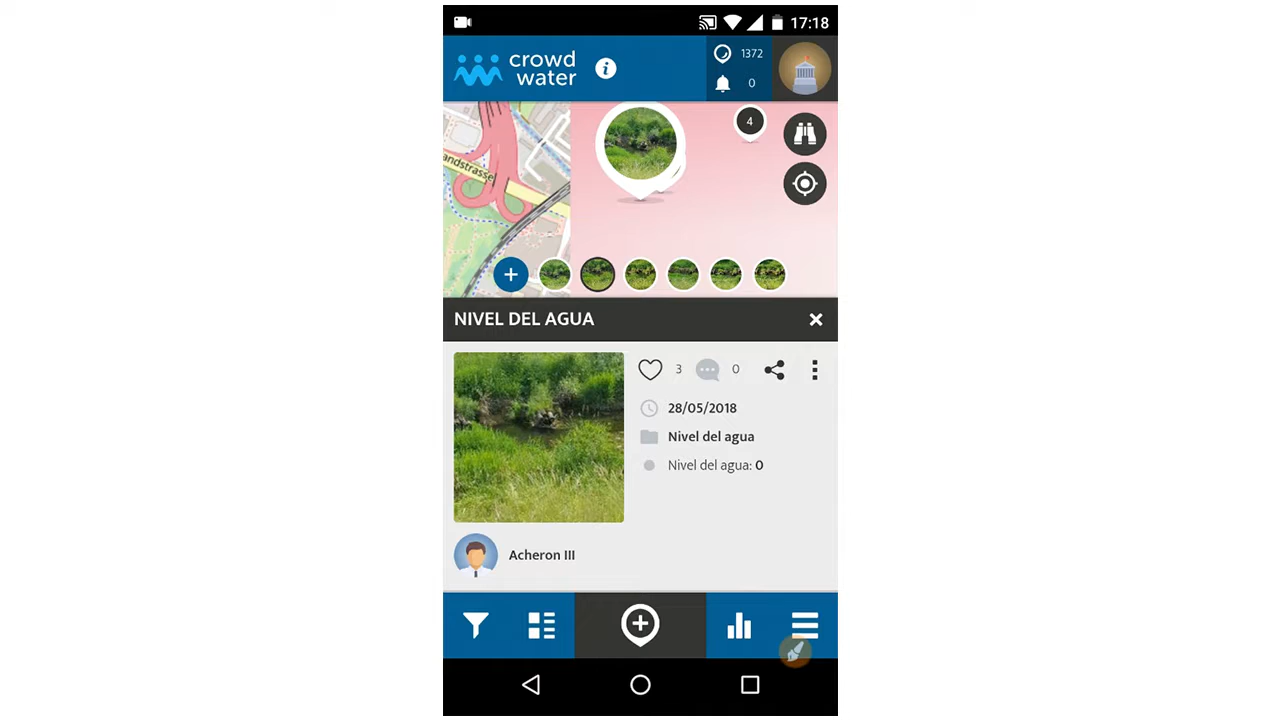 17:18
crowd
water
i
1372
0
4
andstrasse
NIVEL DEL AGUA
3
0
28/05/2018
Nivel del agua
Nivel del agua: 0
Acheron III